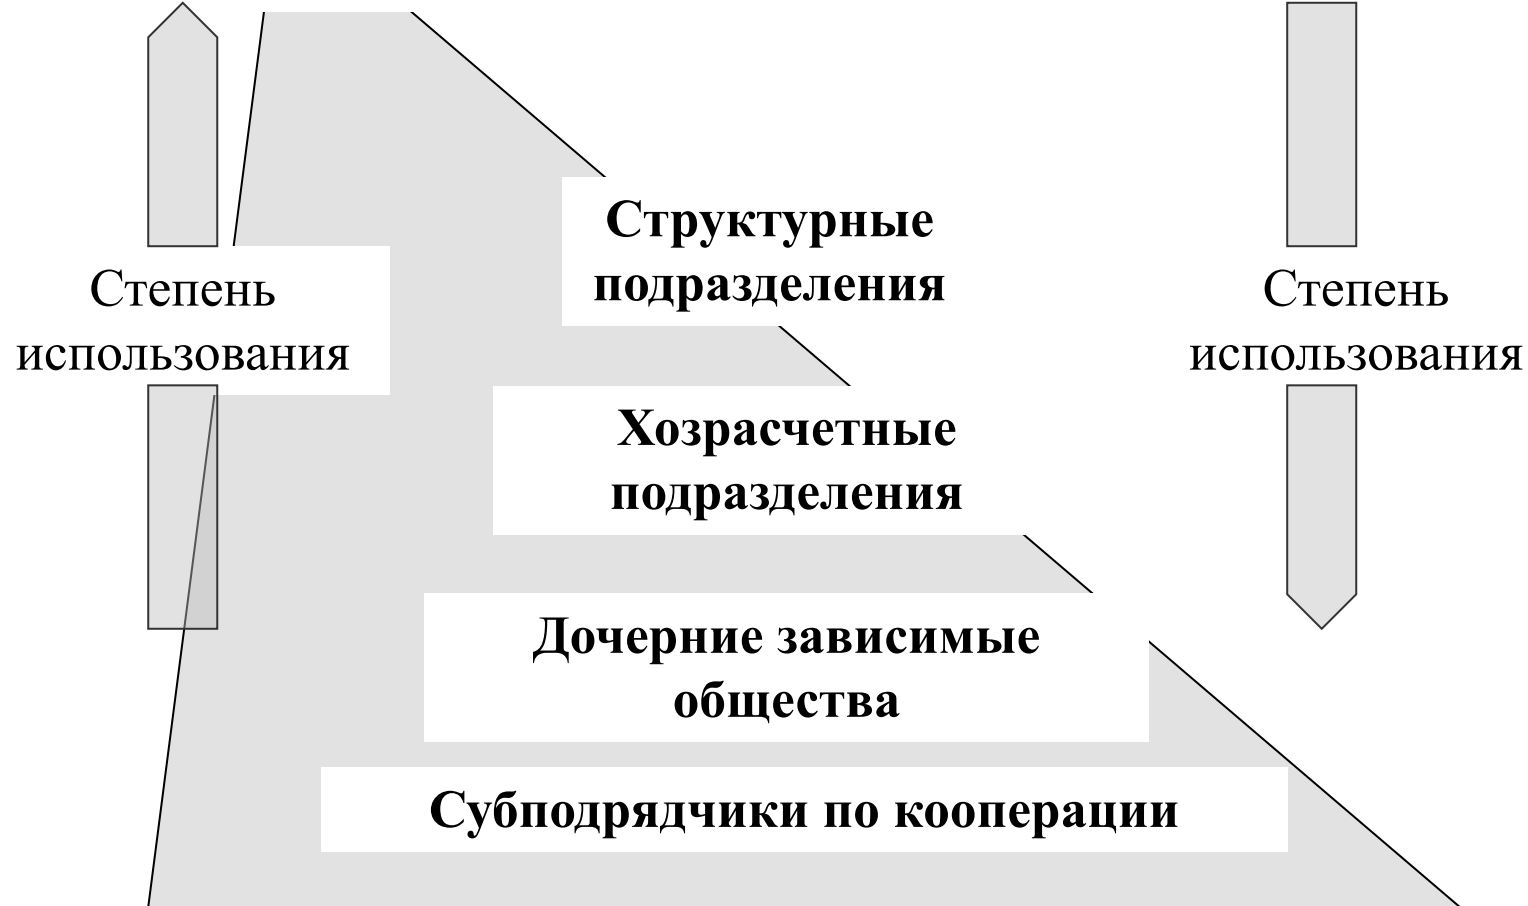 Структурные
подразделения
Степень
использования
Степень
использования
Хозрасчетные
подразделения
Дочерние зависимые
общества
Субподрядчики по кооперации